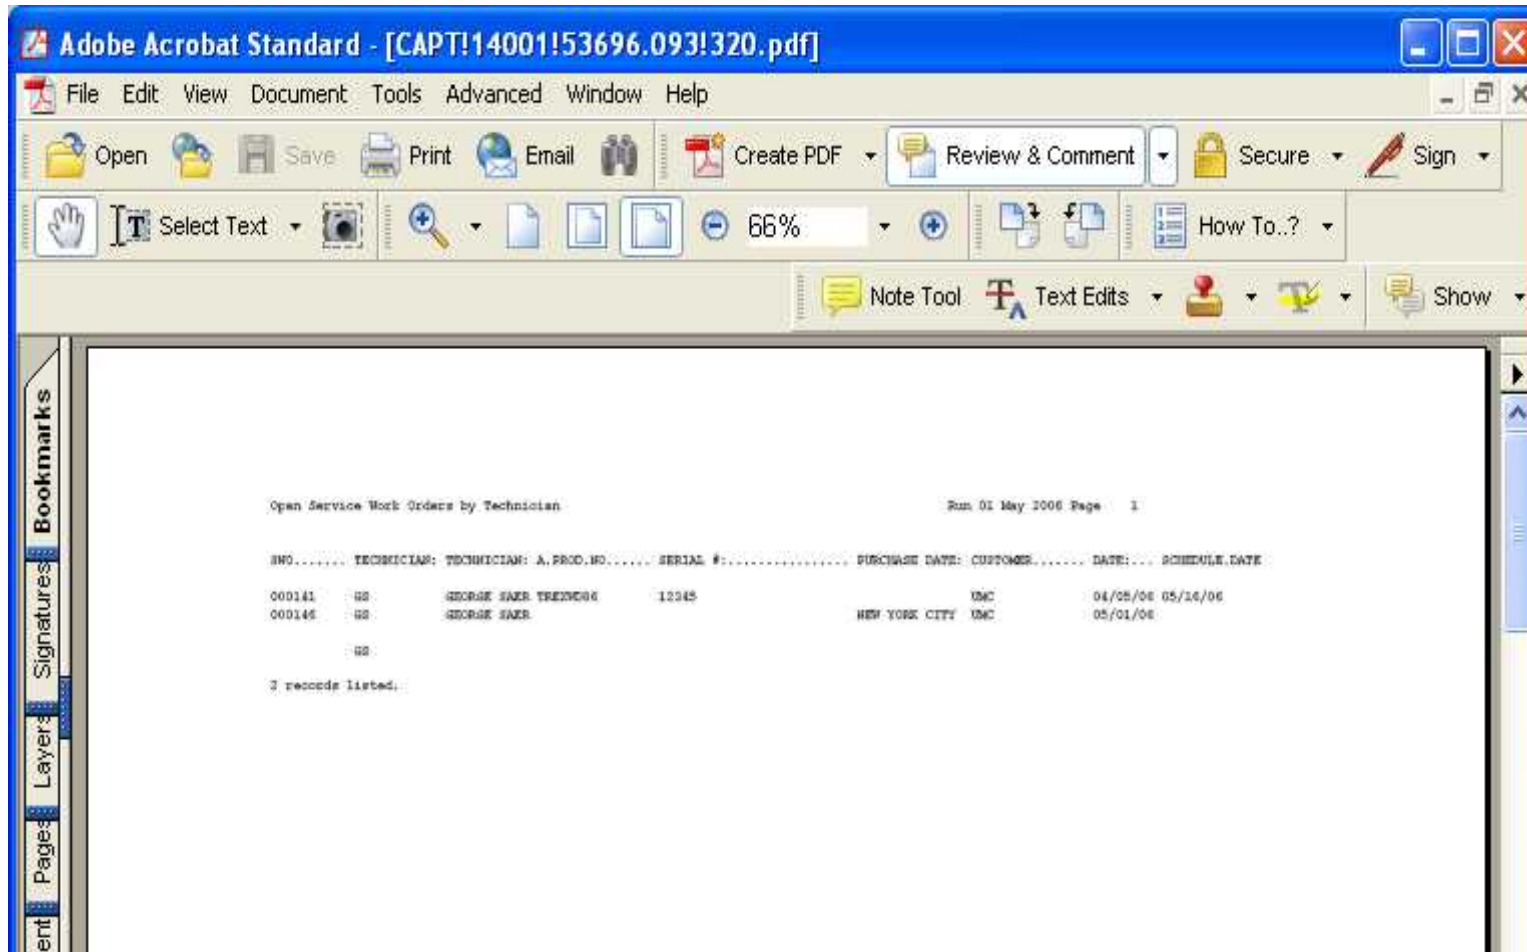 Adobe Acrobat Standard - [CAPT!14001!53696.093!320.pdf]
File Edit View Document Tools Advanced Window Help
Open Save Print Email Create PDF Review & Comment Secure Sign
Select Text 66% How To..?
Note Tool Text Edits Show
Bookmarks
Signatures
Layers
Pages
Open Service Work Orders by Technician Run 01 May 2006 Page 1
SWO....... TECHNICIAN: TECHNICIAN: A.PROD.NO...... SERIAL #:................ PURCHASE DATE: CUSTOMER....... DATE:... SCHEDULE.DATE
000141 GS GEORGE SAER 12345 UMC 04/05/06 05/16/06
000146 GS GEORGE SAER NEW YORK CITY UMC 05/01/06
GS
records listed.